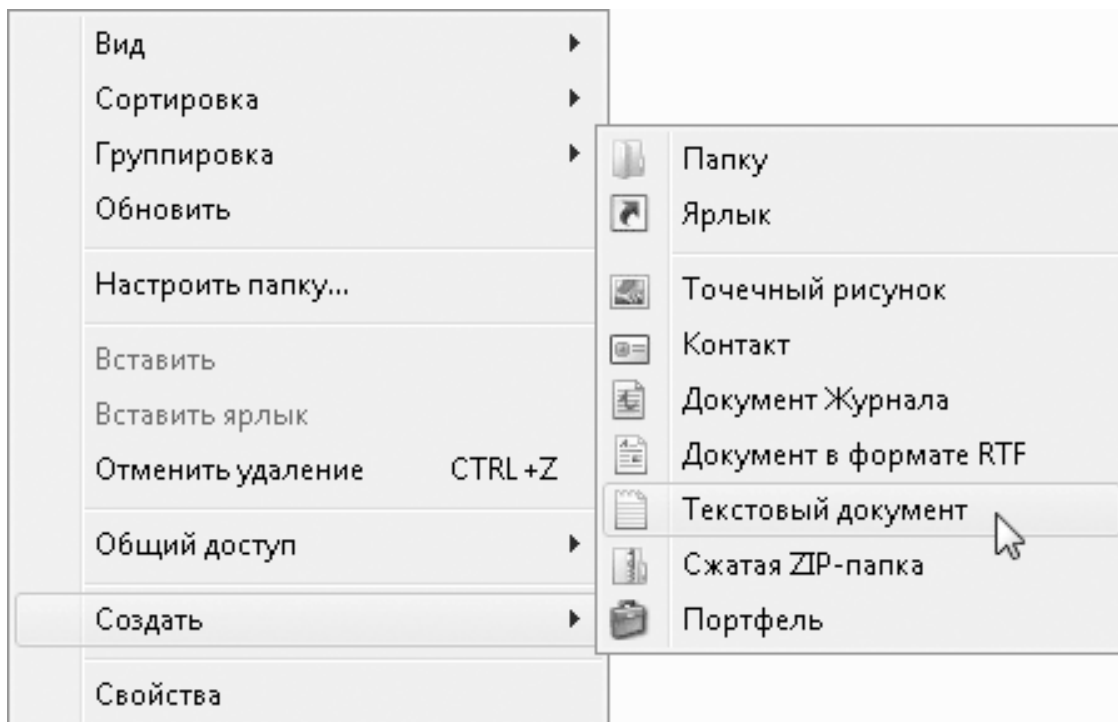 Вид
Сортировка
Группировка
Обновить
Настроить папку...
Вставить
Вставить ярлык
Отменить удаление CTRL+Z
Общий доступ
Создать
Свойства
Папку
Ярлык
Точечный рисунок
Контакт
Документ Журнала
Документ в формате RTF
Текстовый документ
Сжатая ZIP-папка
Портфель